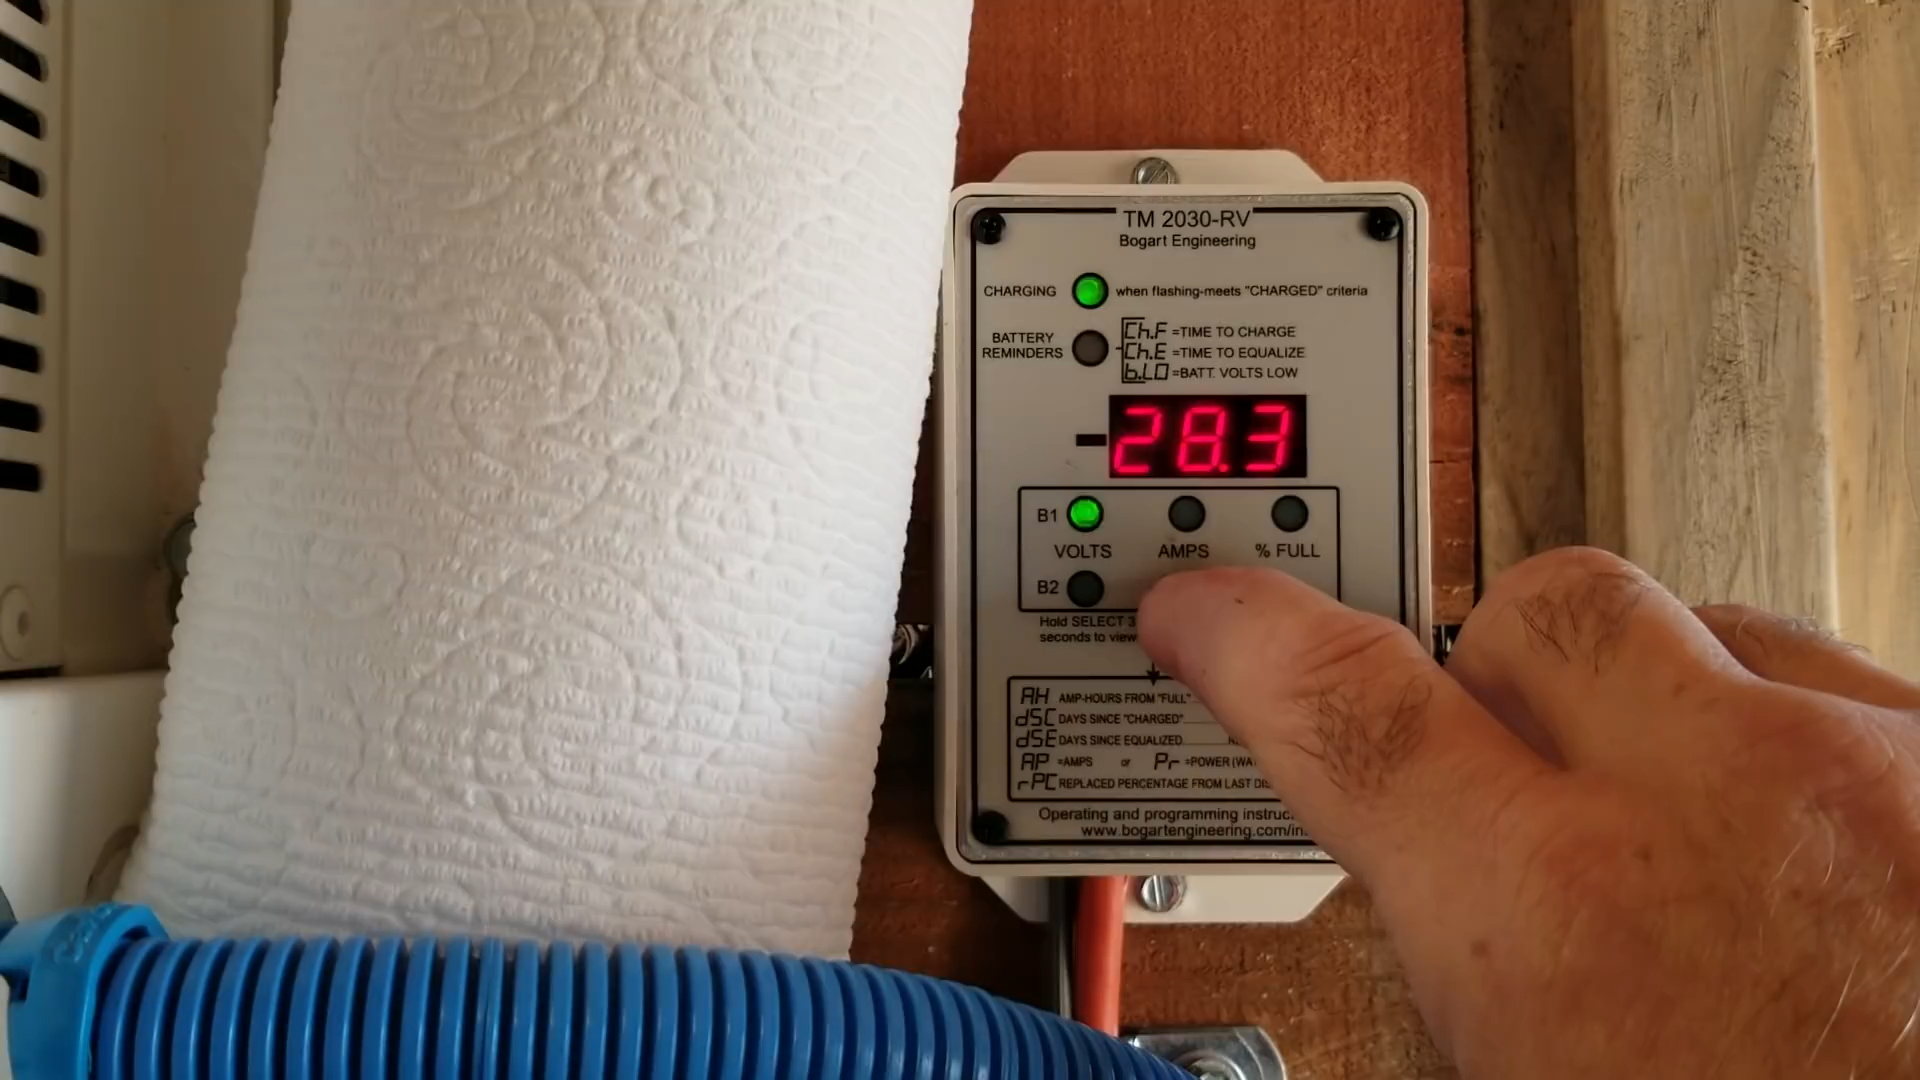 TM 2030-RV
Bogart Engineering
CHARGING when flashing-meets "CHARGED" criteria
BATTERY REMINDERS
Ch.F =TIME TO CHARGE
Ch.E =TIME TO EQUALIZE
b.LO =BATT. VOLTS LOW
28.3
B1
VOLTS AMPS % FULL
B2
Hold SELECT 3
seconds to view
AH AMP-HOURS FROM "FULL"
dSC DAYS SINCE "CHARGED"
dSE DAYS SINCE EQUALIZED
AP =AMPS or Pr =POWER
rPC REPLACED PERCENTAGE FROM LAST
Operating and programming
www.bogartengineering.com/in